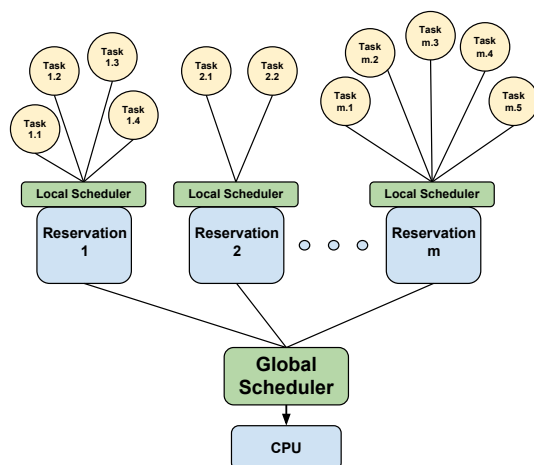 Task
1.1
Task
1.2
Task
1.3
Task
1.4
Task
2.1
Task
2.2
Task
m.1
Task
m.2
Task
m.3
Task
m.4
Task
m.5
Local Scheduler
Local Scheduler
Local Scheduler
Reservation
1
Reservation
2
Reservation
m
Global
Scheduler
CPU